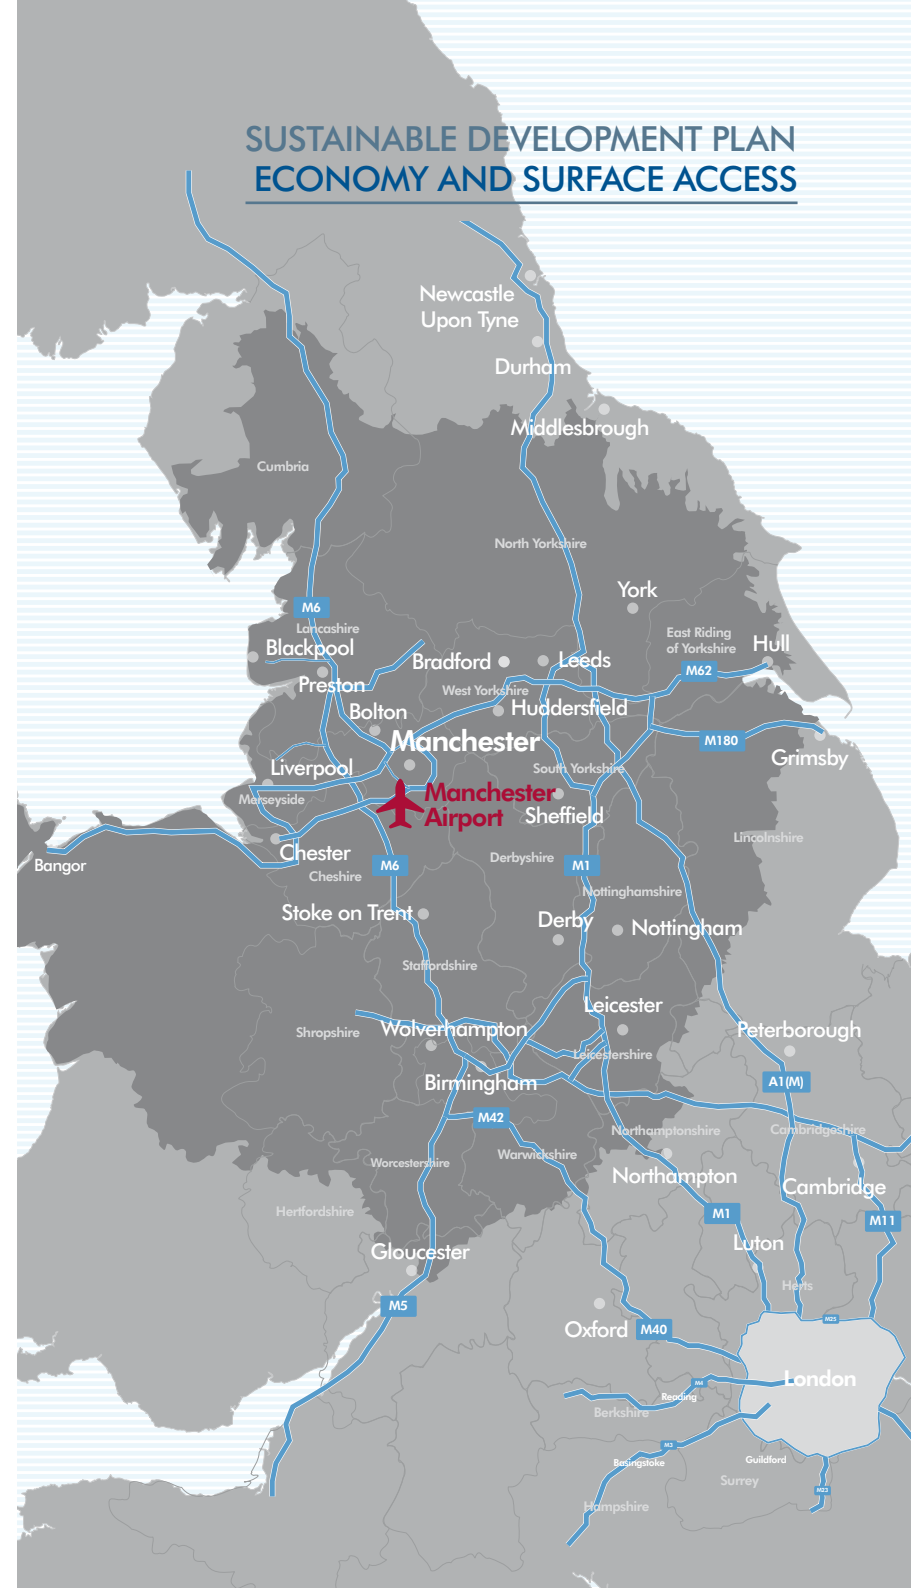 SUSTAINABLE DEVELOPMENT PLAN
ECONOMY AND SURFACE ACCESS
Newcastle
Upon Tyne
Durham
Middlesbrough
Cumbria
North Yorkshire
York
M6
Lancashire
Blackpool
East Riding
of Yorkshire
Hull
Bradford
Leeds
M62
Preston
West Yorkshire
Bolton
Huddersfield
Manchester
M180
Grimsby
Liverpool
South Yorkshire
Merseyside
Manchester
Airport
Sheffield
Lincolnshire
Chester
Bangor
Cheshire
M6
Derbyshire
M1
Nottinghamshire
Stoke on Trent
Derby
Nottingham
Staffordshire
Leicester
Shropshire
Wolverhampton
Peterborough
Leicestershire
Birmingham
A1(M)
M42
Northamptonshire
Cambridgeshire
Worcestershire
Warwickshire
Northampton
Cambridge
Hertfordshire
M1
M11
Gloucester
Luton
Herts
M5
Oxford
M40
M25
London
M4
Reading
Berkshire
M3
Basingstoke
Guildford
Surrey
M23
Hampshire